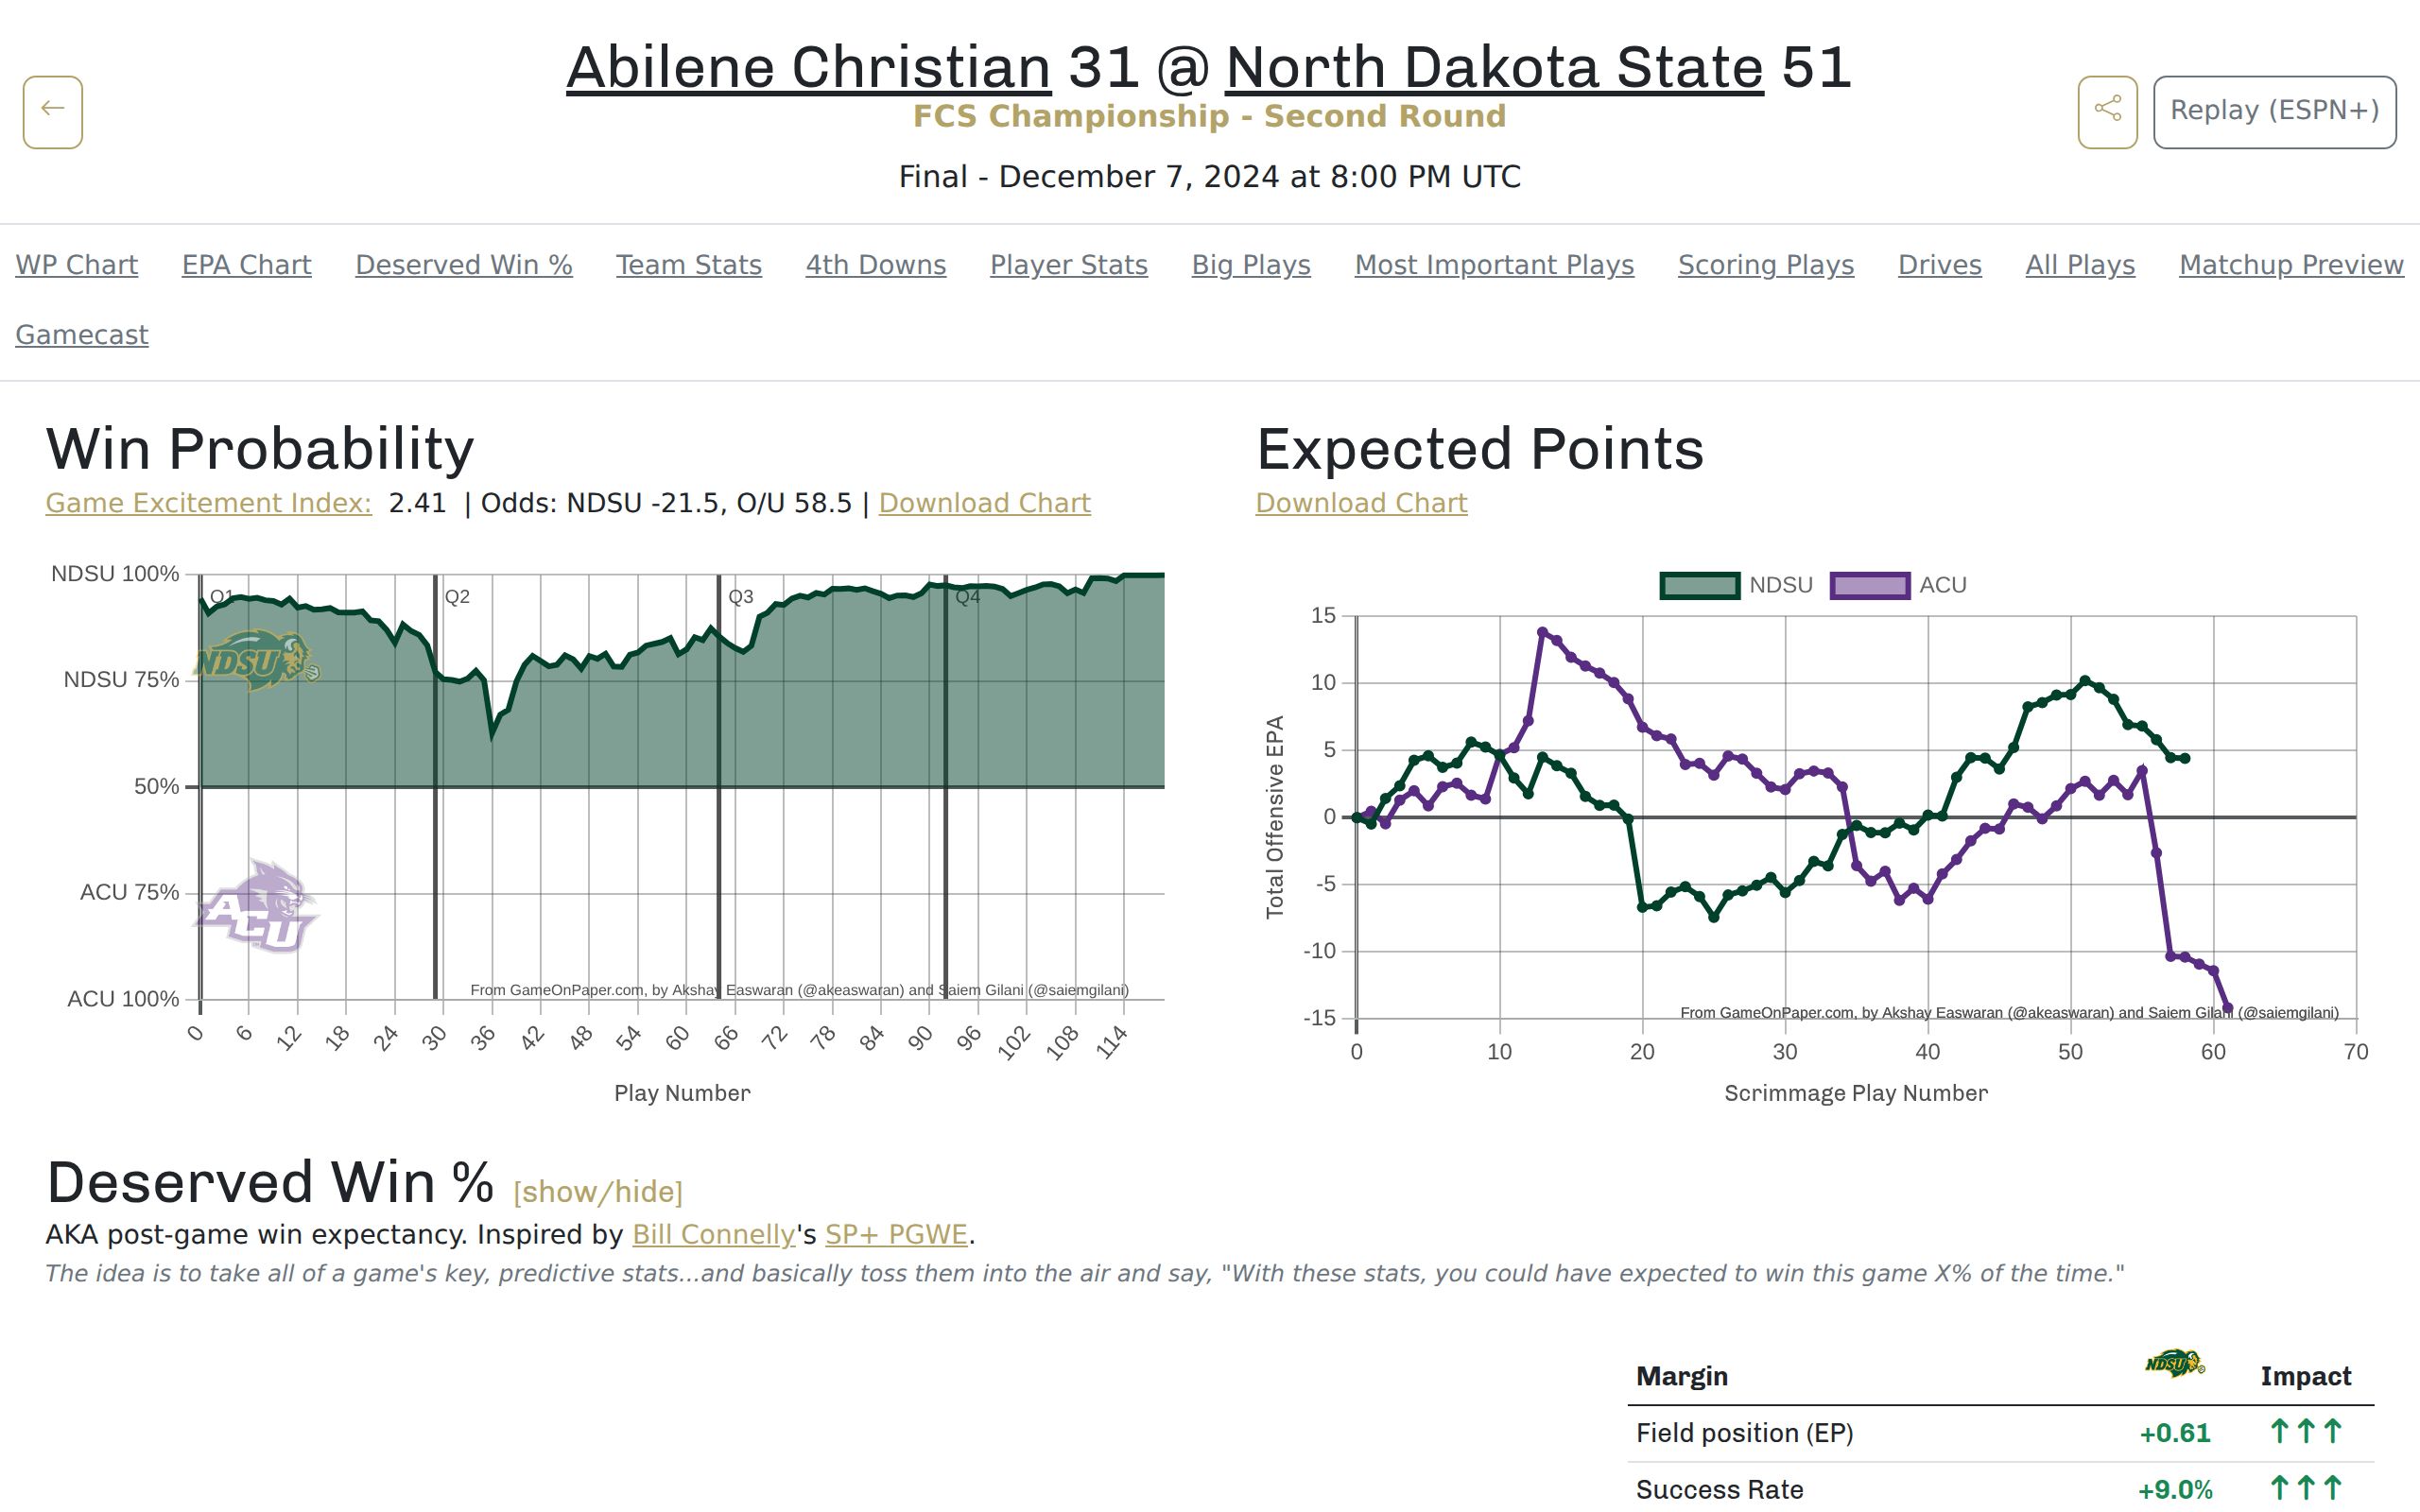 ←
Abilene Christian 31 @ North Dakota State 51
FCS Championship - Second Round
Final - December 7, 2024 at 8:00 PM UTC
Replay (ESPN+)
WP Chart EPA Chart Deserved Win % Team Stats 4th Downs Player Stats Big Plays Most Important Plays Scoring Plays Drives All Plays Matchup Preview
Gamecast
Win Probability
Game Excitement Index: 2.41 | Odds: NDSU -21.5, O/U 58.5 | Download Chart
NDSU 100%
NDSU 75%
50%
ACU 75%
ACU 100%
Q1 Q2 Q3 Q4
NDSU
ACU
From GameOnPaper.com, by Akshay Easwaran (@akeaswaran) and Saiem Gilani (@saiemgilani)
0 6 12 18 24 30 36 42 48 54 60 66 72 78 84 90 96 102 108 114
Play Number
Expected Points
Download Chart
NDSU ACU
Total Offensive EPA
15
10
5
0
-5
-10
-15
From GameOnPaper.com, by Akshay Easwaran (@akeaswaran) and Saiem Gilani (@saiemgilani)
0 10 20 30 40 50 60 70
Scrimmage Play Number
Deserved Win % [show/hide]
AKA post-game win expectancy. Inspired by Bill Connelly's SP+ PGWE.
The idea is to take all of a game's key, predictive stats...and basically toss them into the air and say, "With these stats, you could have expected to win this game X% of the time."
Margin NDSU Impact
Field position (EP) +0.61 ↑↑↑
Success Rate +9.0% ↑↑↑